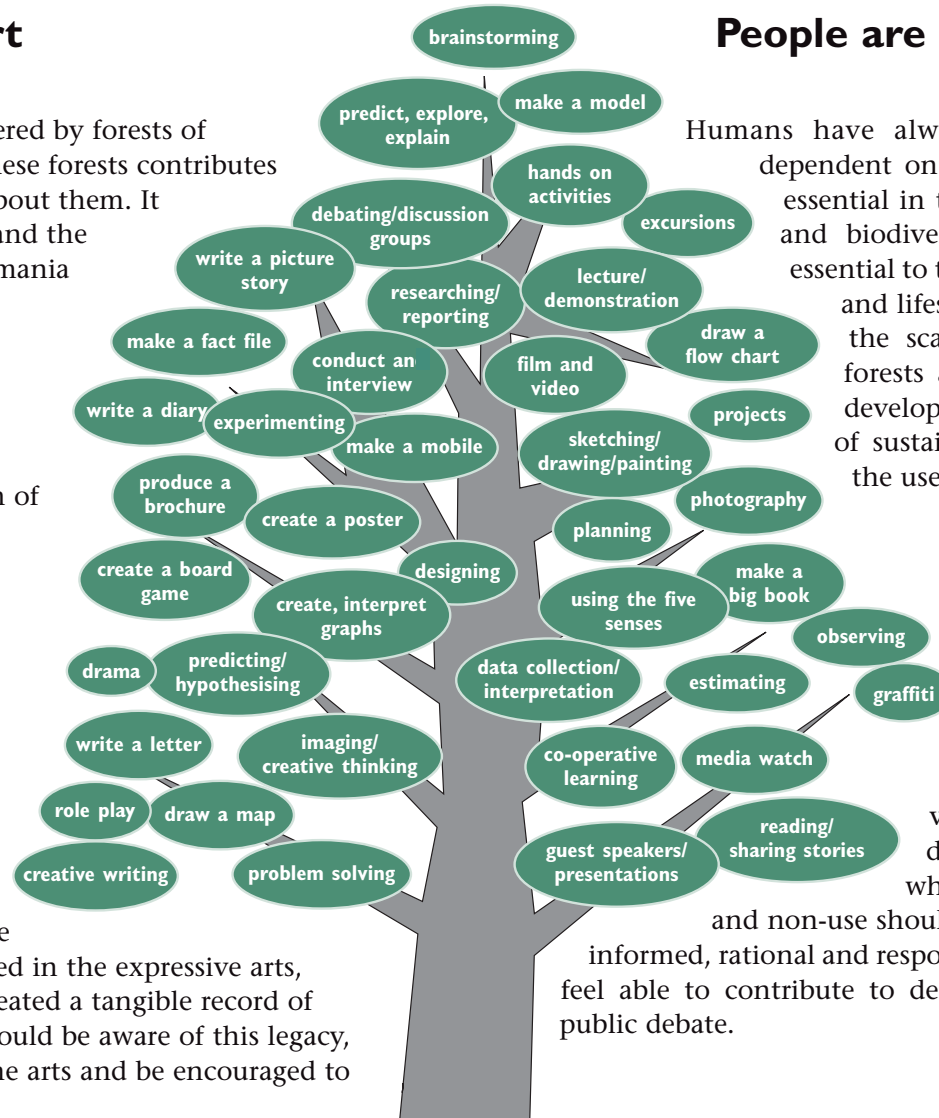 rt
ered by forests of
hese forests contributes
bout them. It
and the
mania
n of
e
ed in the expressive arts,
eated a tangible record of
ould be aware of this legacy,
ne arts and be encouraged to
brainstorming
predict, explore,
explain
make a model
hands on
activities
debating/discussion
groups
excursions
write a picture
story
researching/
reporting
lecture/
demonstration
make a fact file
conduct an
interview
film and
video
draw a
flow chart
write a diary
experimenting
make a mobile
sketching/
drawing/painting
projects
produce a
brochure
create a poster
planning
photography
create a board
game
designing
create, interpret
graphs
using the five
senses
make a
big book
observing
drama
predicting/
hypothesising
data collection/
interpretation
estimating
graffiti
write a letter
imaging/
creative thinking
co-operative
learning
media watch
role play
draw a map
reading/
sharing stories
creative writing
problem solving
guest speakers/
presentations
People are
Humans have alw
dependent on
essential in t
and biodive
essential to t
and lifes
the sca
forests a
develop
of sustai
the use
v
d
wh
and non-use shoul
informed, rational and respo
feel able to contribute to de
public debate.